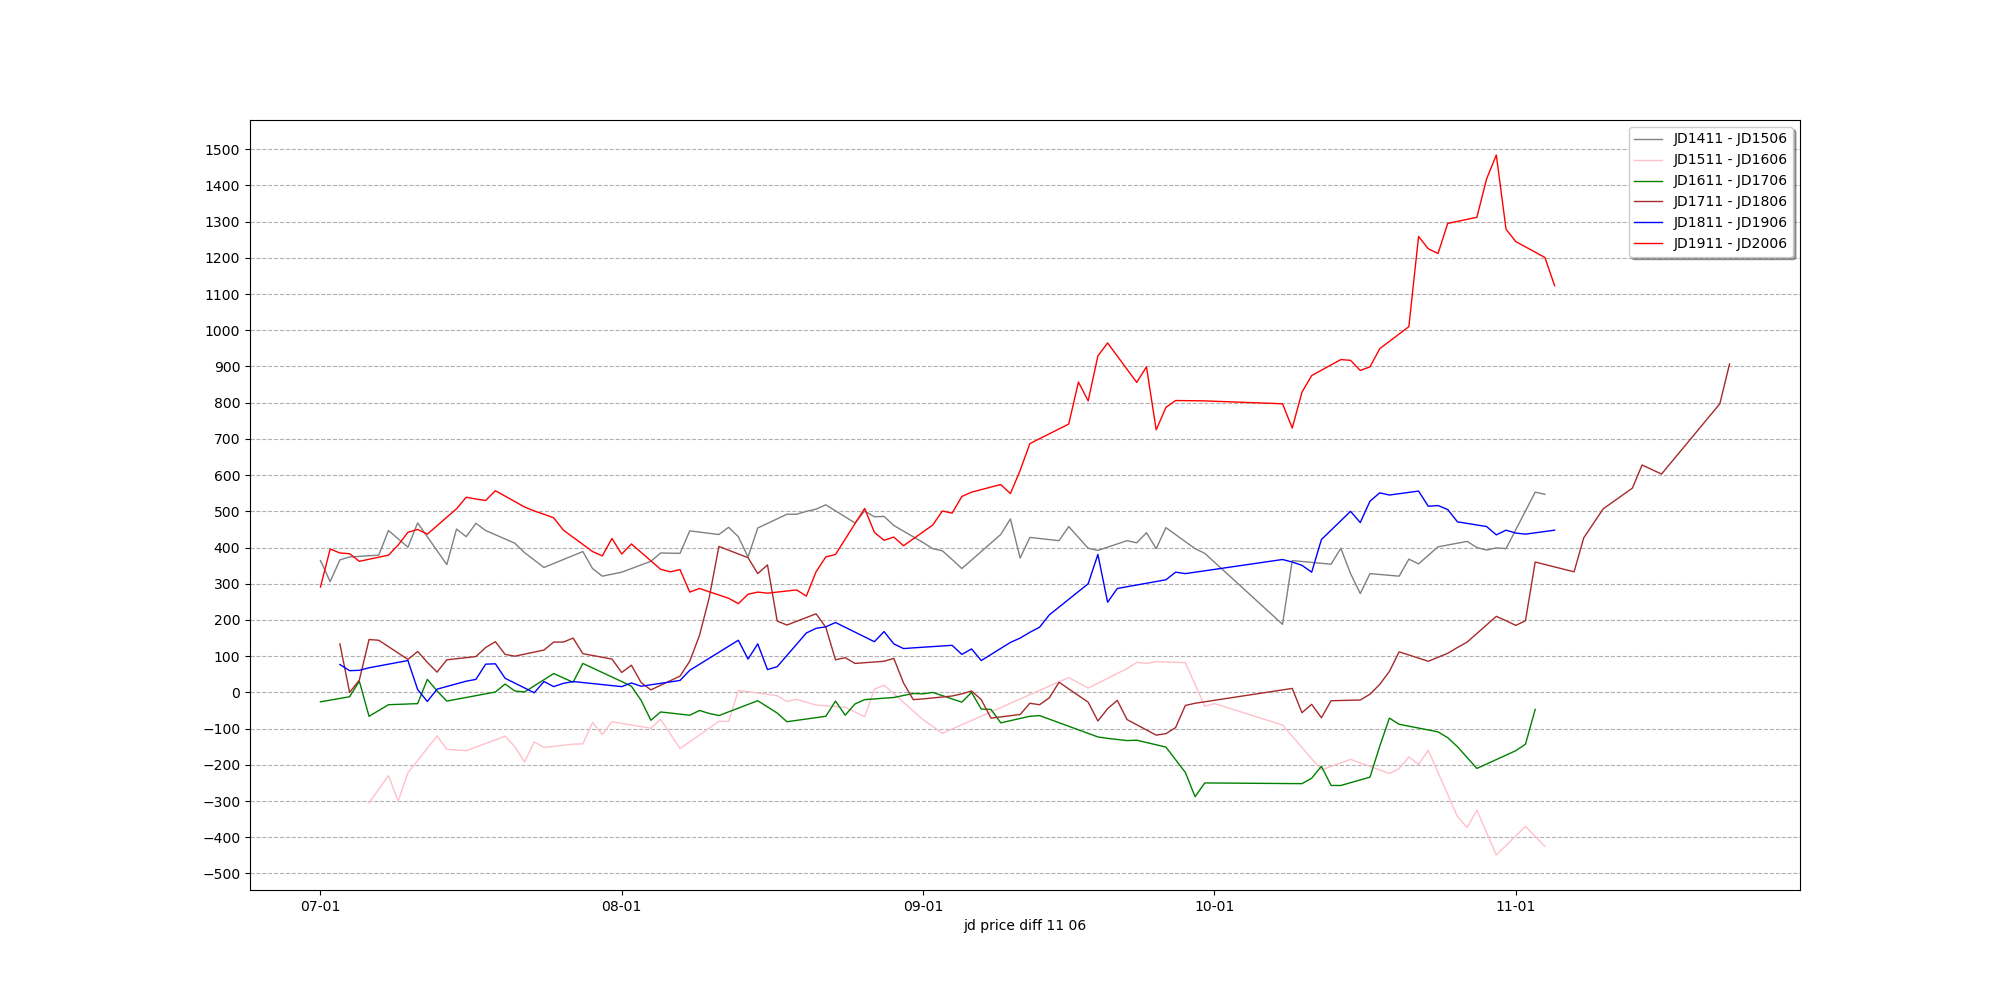 1500
1400
1300
1200
1100
1000
900
800
700
600
500
400
300
200
100
0
−100
−200
−300
−400
−500
JD1411 - JD1506
JD1511 - JD1606
JD1611 - JD1706
JD1711 - JD1806
JD1811 - JD1906
JD1911 - JD2006
07-01 08-01 09-01 10-01 11-01
jd price diff 11 06